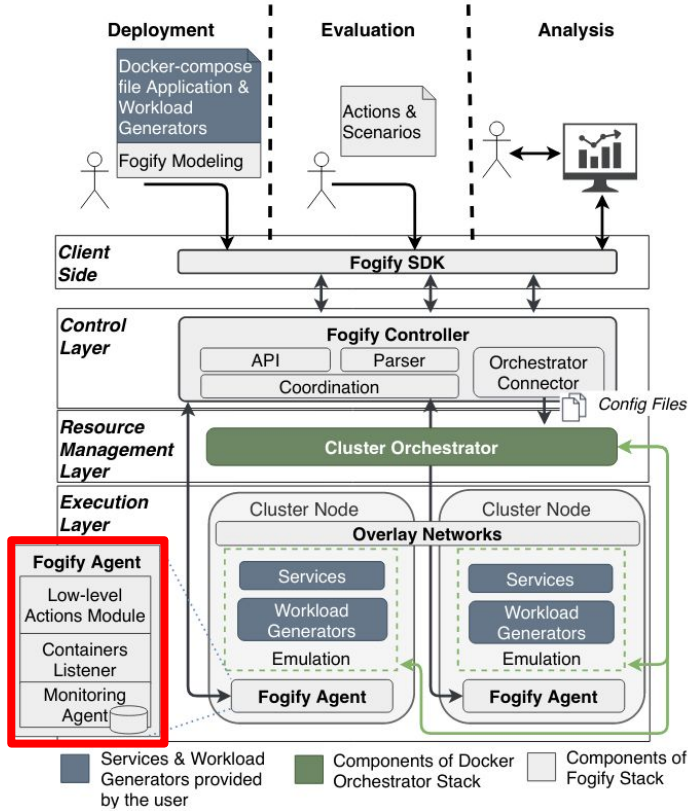 Deployment
Evaluation
Analysis
Docker-compose
file Application &
Workload
Generators
Fogify Modeling
Actions &
Scenarios
Client
Side
Fogify SDK
Control
Layer
Fogify Controller
API
Parser
Coordination
Orchestrator
Connector
Config Files
Resource
Management
Layer
Cluster Orchestrator
Execution
Layer
Cluster Node
Cluster Node
Overlay Networks
Services
Workload
Generators
Emulation
Fogify Agent
Services
Workload
Generators
Emulation
Fogify Agent
Fogify Agent
Low-level
Actions Module
Containers
Listener
Monitoring
Agent
Services & Workload
Generators provided
by the user
Components of Docker
Orchestrator Stack
Components of
Fogify Stack